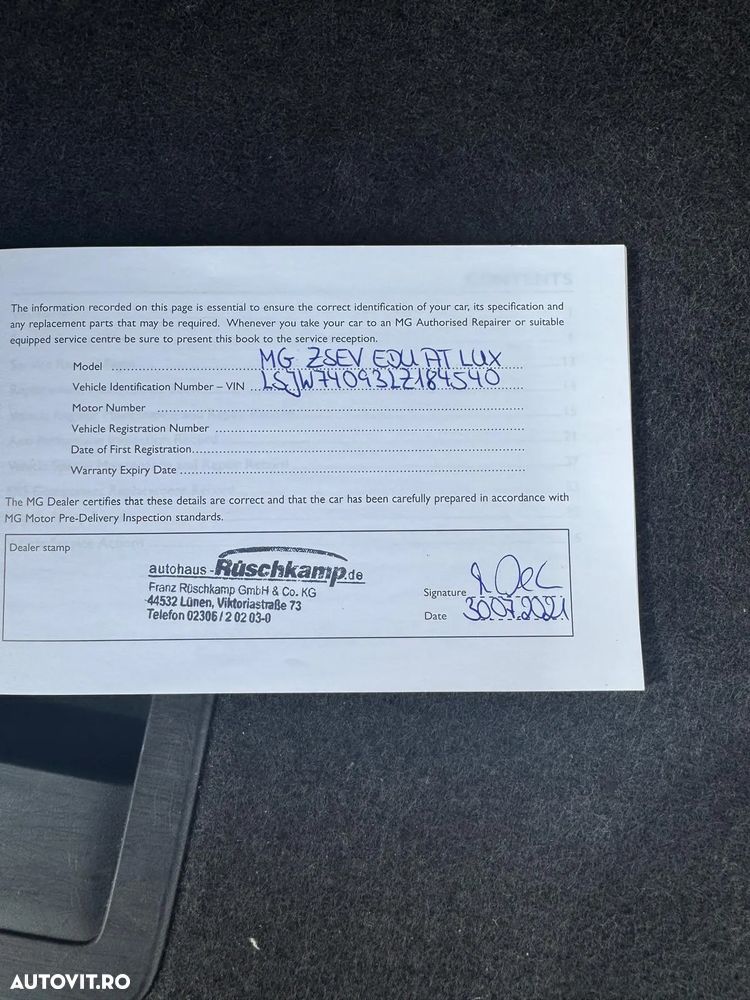 CONTENTS
The information recorded on this page is essential to ensure the correct identification of your car, its specification and
any replacement parts that may be required. Whenever you take your car to an MG Authorised Repairer or suitable
equipped service centre be sure to present this book to the service reception.
Model MG ZSEV EDU AT LUX
Vehicle Identification Number – VIN LSJW74093LZ184540
Motor Number
Vehicle Registration Number
Date of First Registration
Warranty Expiry Date
The MG Dealer certifies that these details are correct and that the car has been carefully prepared in accordance with
MG Motor Pre-Delivery Inspection standards.
Dealer stamp
autohaus-Rüschkamp.de
Franz Rüschkamp GmbH & Co. KG
44532 Lünen, Viktoriastraße 73
Telefon 02306 / 2 02 03-0
Signature
Date 30.07.2021
AUTOVIT.RO